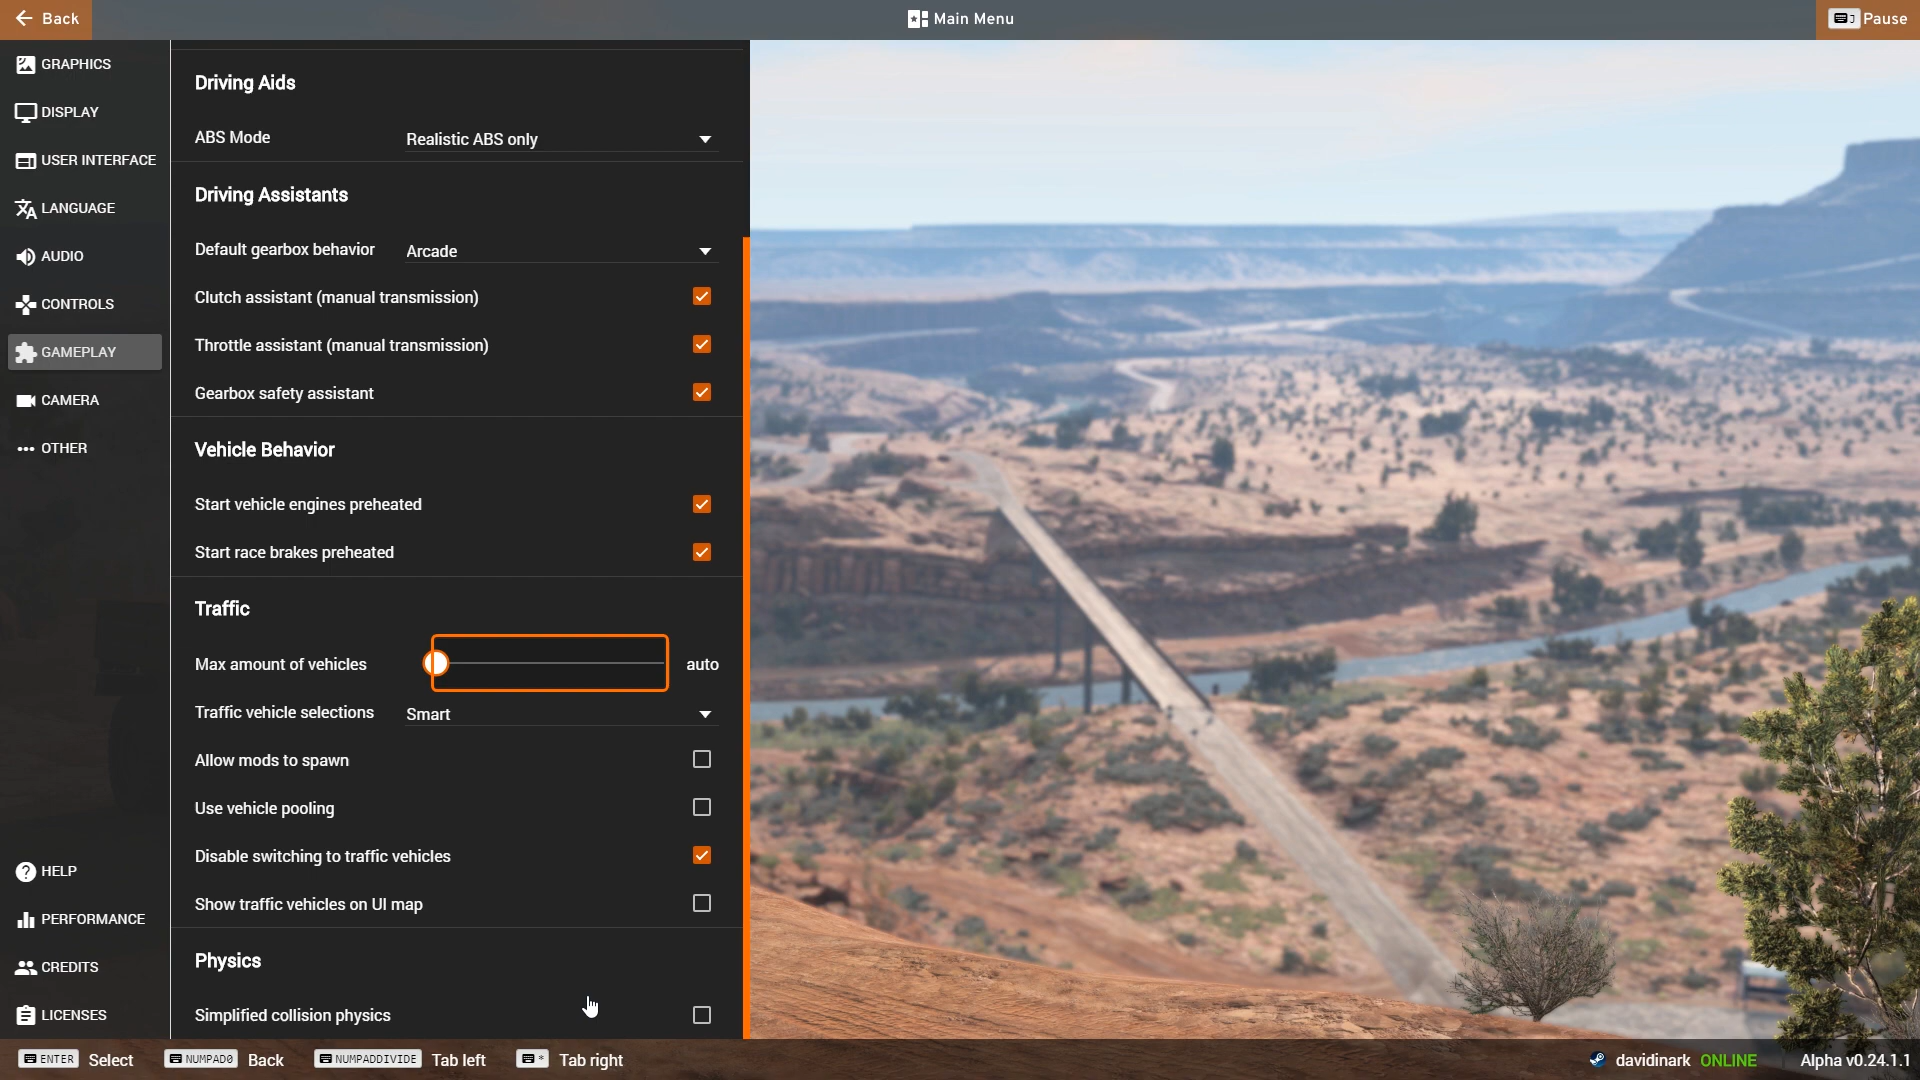 Back
Main Menu
J Pause
GRAPHICS
DISPLAY
USER INTERFACE
LANGUAGE
AUDIO
CONTROLS
GAMEPLAY
CAMERA
OTHER
HELP
PERFORMANCE
CREDITS
LICENSES
Driving Aids
ABS Mode Realistic ABS only
Driving Assistants
Default gearbox behavior Arcade
Clutch assistant (manual transmission)
Throttle assistant (manual transmission)
Gearbox safety assistant
Vehicle Behavior
Start vehicle engines preheated
Start race brakes preheated
Traffic
Max amount of vehicles auto
Traffic vehicle selections Smart
Allow mods to spawn
Use vehicle pooling
Disable switching to traffic vehicles
Show traffic vehicles on UI map
Physics
Simplified collision physics
ENTER Select NUMPAD0 Back NUMPADDIVIDE Tab left * Tab right
davidinark ONLINE Alpha v0.24.1.1